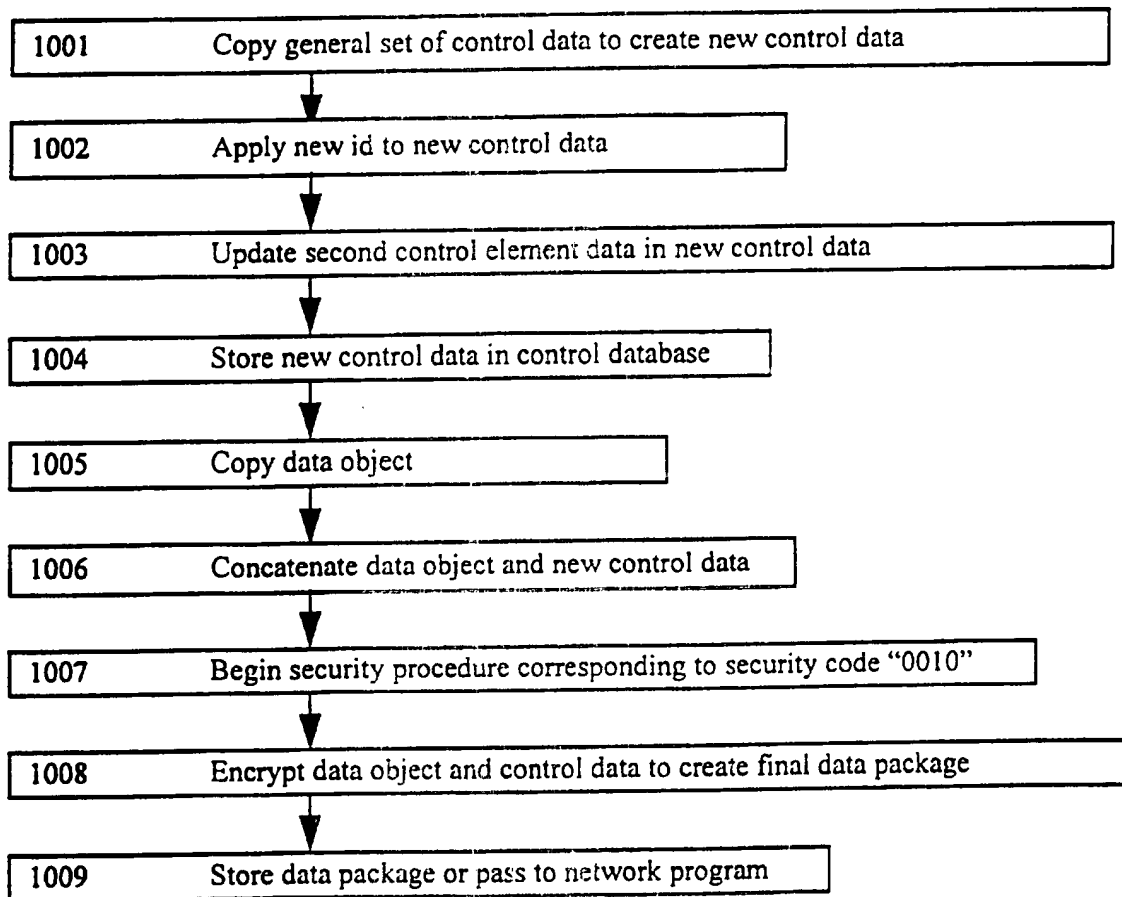 1001 Copy general set of control data to create new control data
1002 Apply new id to new control data
1003 Update second control element data in new control data
1004 Store new control data in control database
1005 Copy data object
1006 Concatenate data object and new control data
1007 Begin security procedure corresponding to security code “0010”
1008 Encrypt data object and control data to create final data package
1009 Store data package or pass to network program